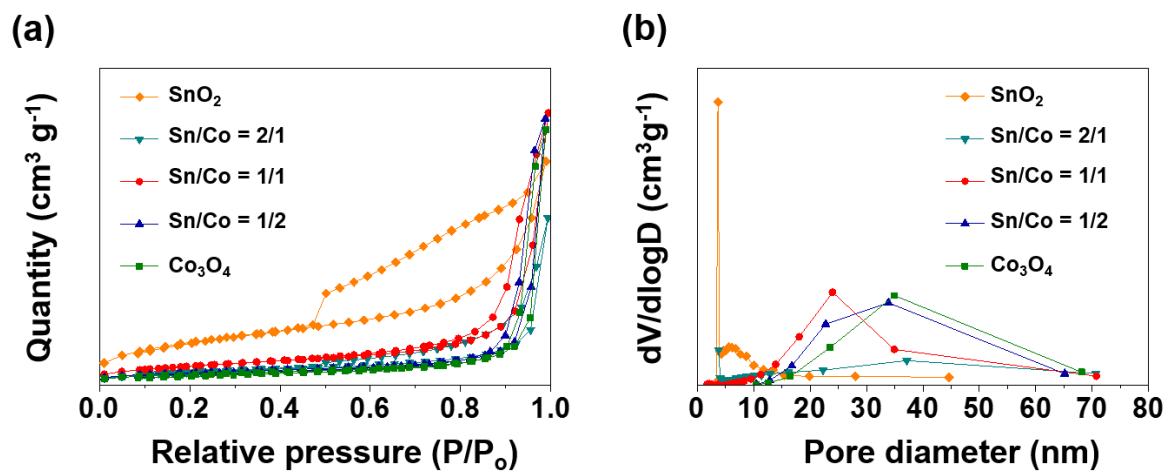 (a)
Quantity (cm³ g⁻¹)
SnO₂
Sn/Co = 2/1
Sn/Co = 1/1
Sn/Co = 1/2
Co₃O₄
0.0 0.2 0.4 0.6 0.8 1.0
Relative pressure (P/Pₒ)
(b)
dV/dlogD (cm³g⁻¹)
SnO₂
Sn/Co = 2/1
Sn/Co = 1/1
Sn/Co = 1/2
Co₃O₄
0 10 20 30 40 50 60 70 80
Pore diameter (nm)